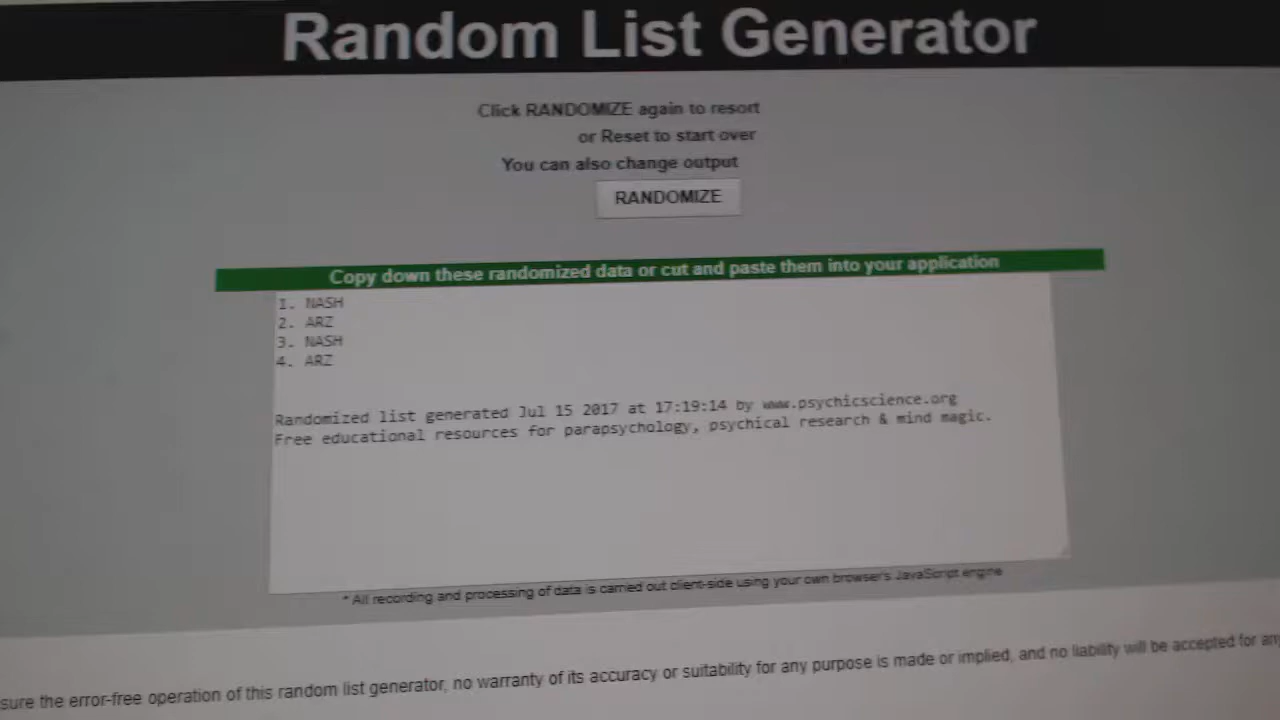 Random List Generator
Click RANDOMIZE again to resort
or Reset to start over
You can also change output
RANDOMIZE
Copy down these randomized data or cut and paste them into your application
1. NASH
2. ARZ
3. NASH
4. ARZ
Randomized list generated Jul 15 2017 at 17:19:14 by www.psychicscience.org
Free educational resources for parapsychology, psychical research & mind magic.
* All recording and processing of data is carried out client-side using your own browser's JavaScript engine
sure the error-free operation of this random list generator, no warranty of its accuracy or suitability for any purpose is made or implied, and no liability will be accepted for any